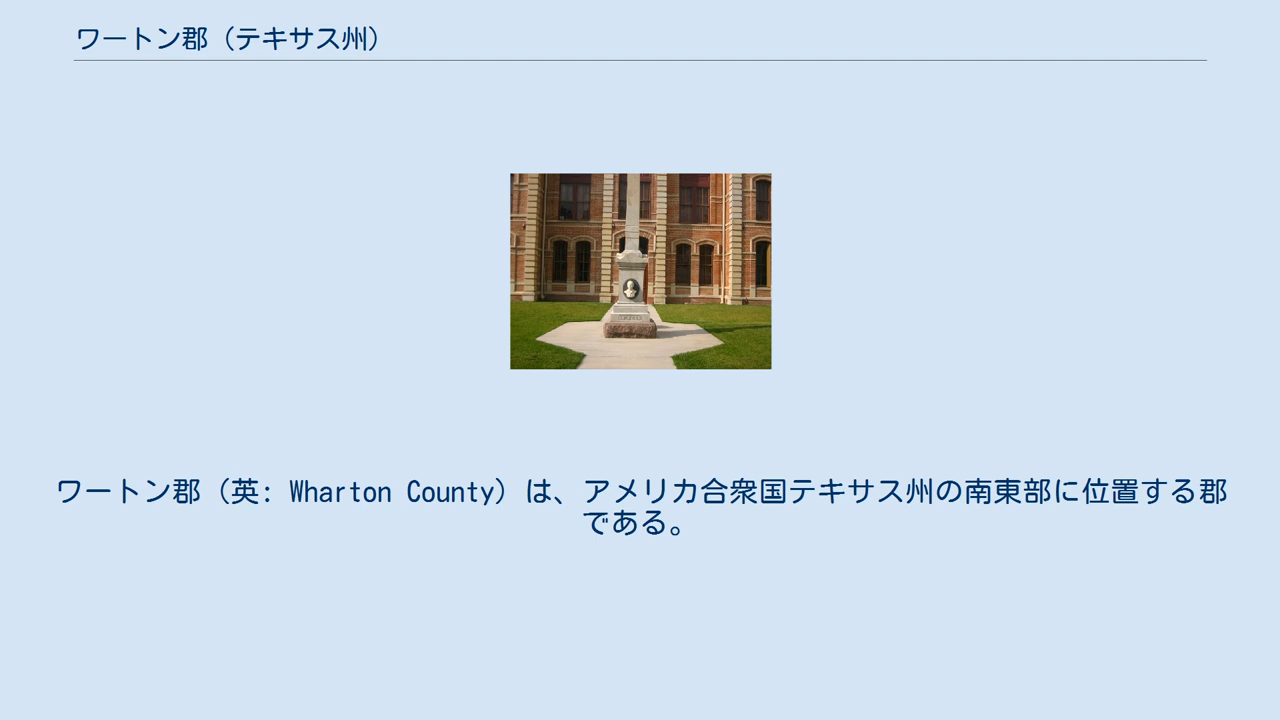 ワートン郡（テキサス州）
ワートン郡（英: Wharton County）は、アメリカ合衆国テキサス州の南東部に位置する郡
である。